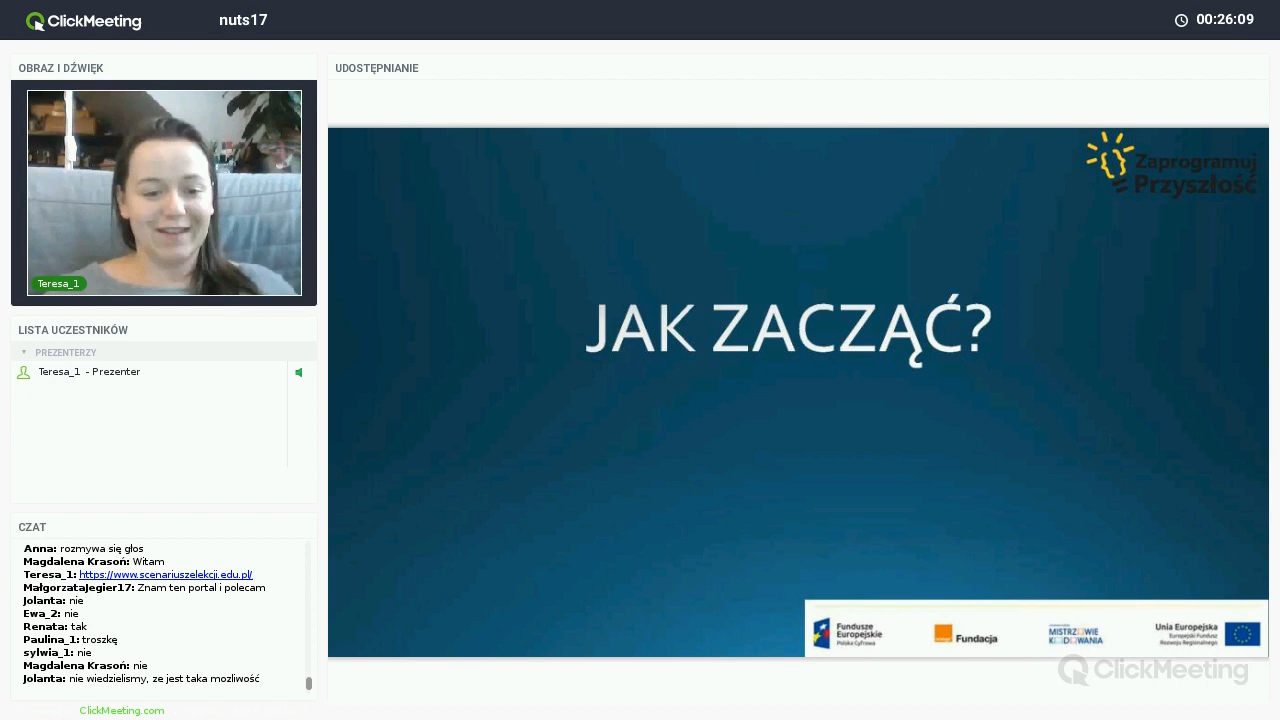 ClickMeeting
nuts17
00:26:09
OBRAZ I DŹWIĘK
Teresa_1
LISTA UCZESTNIKÓW
PREZENTERZY
Teresa_1 - Prezenter
CZAT
Anna: rozmywa się głos
Magdalena Krasoń: Witam
Teresa_1: https://www.scenariuszelekcji.edu.pl/
MałgorzataJegier17: Znam ten portal i polecam
Jolanta: nie
Ewa_2: nie
Renata: tak
Paulina_1: troszkę
sylwia_1: nie
Magdalena Krasoń: nie
Jolanta: nie wiedzielismy, ze jest taka mozliwość
ClickMeeting.com
UDOSTĘPNIANIE
Zaprogramuj
Przyszłość
JAK ZACZĄĆ?
Fundusze
Europejskie
Polska Cyfrowa
Fundacja
MISTRZOWIE
KODOWANIA
Unia Europejska
Europejski Fundusz
Rozwoju Regionalnego
ClickMeeting